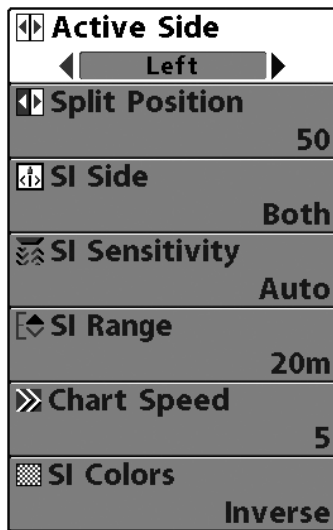 Active Side
Left
Split Position
50
SI Side
Both
SI Sensitivity
Auto
SI Range
20m
Chart Speed
5
SI Colors
Inverse